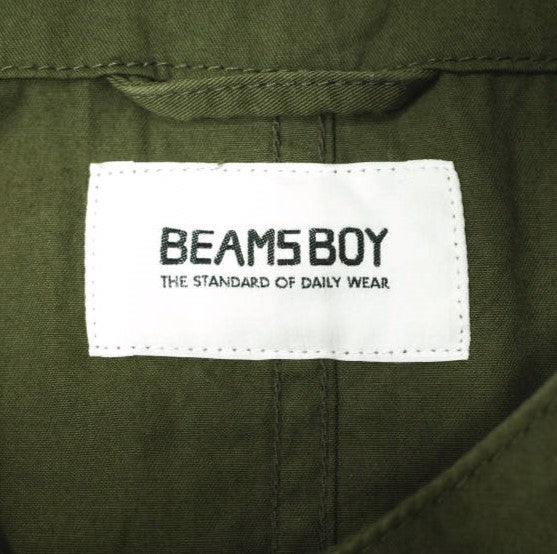 BEAMS BOY
THE STANDARD OF DAILY WEAR